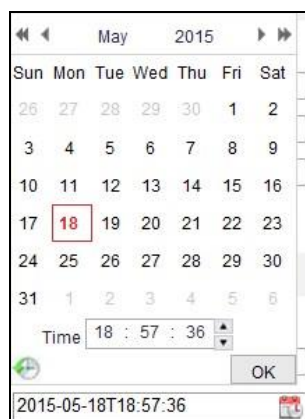 May 2015
Sun Mon Tue Wed Thu Fri Sat
26 27 28 29 30 1 2
3 4 5 6 7 8 9
10 11 12 13 14 15 16
17 18 19 20 21 22 23
24 25 26 27 28 29 30
31 1 2 3 4 5 6
Time 18 : 57 : 36
OK
2015-05-18T18:57:36